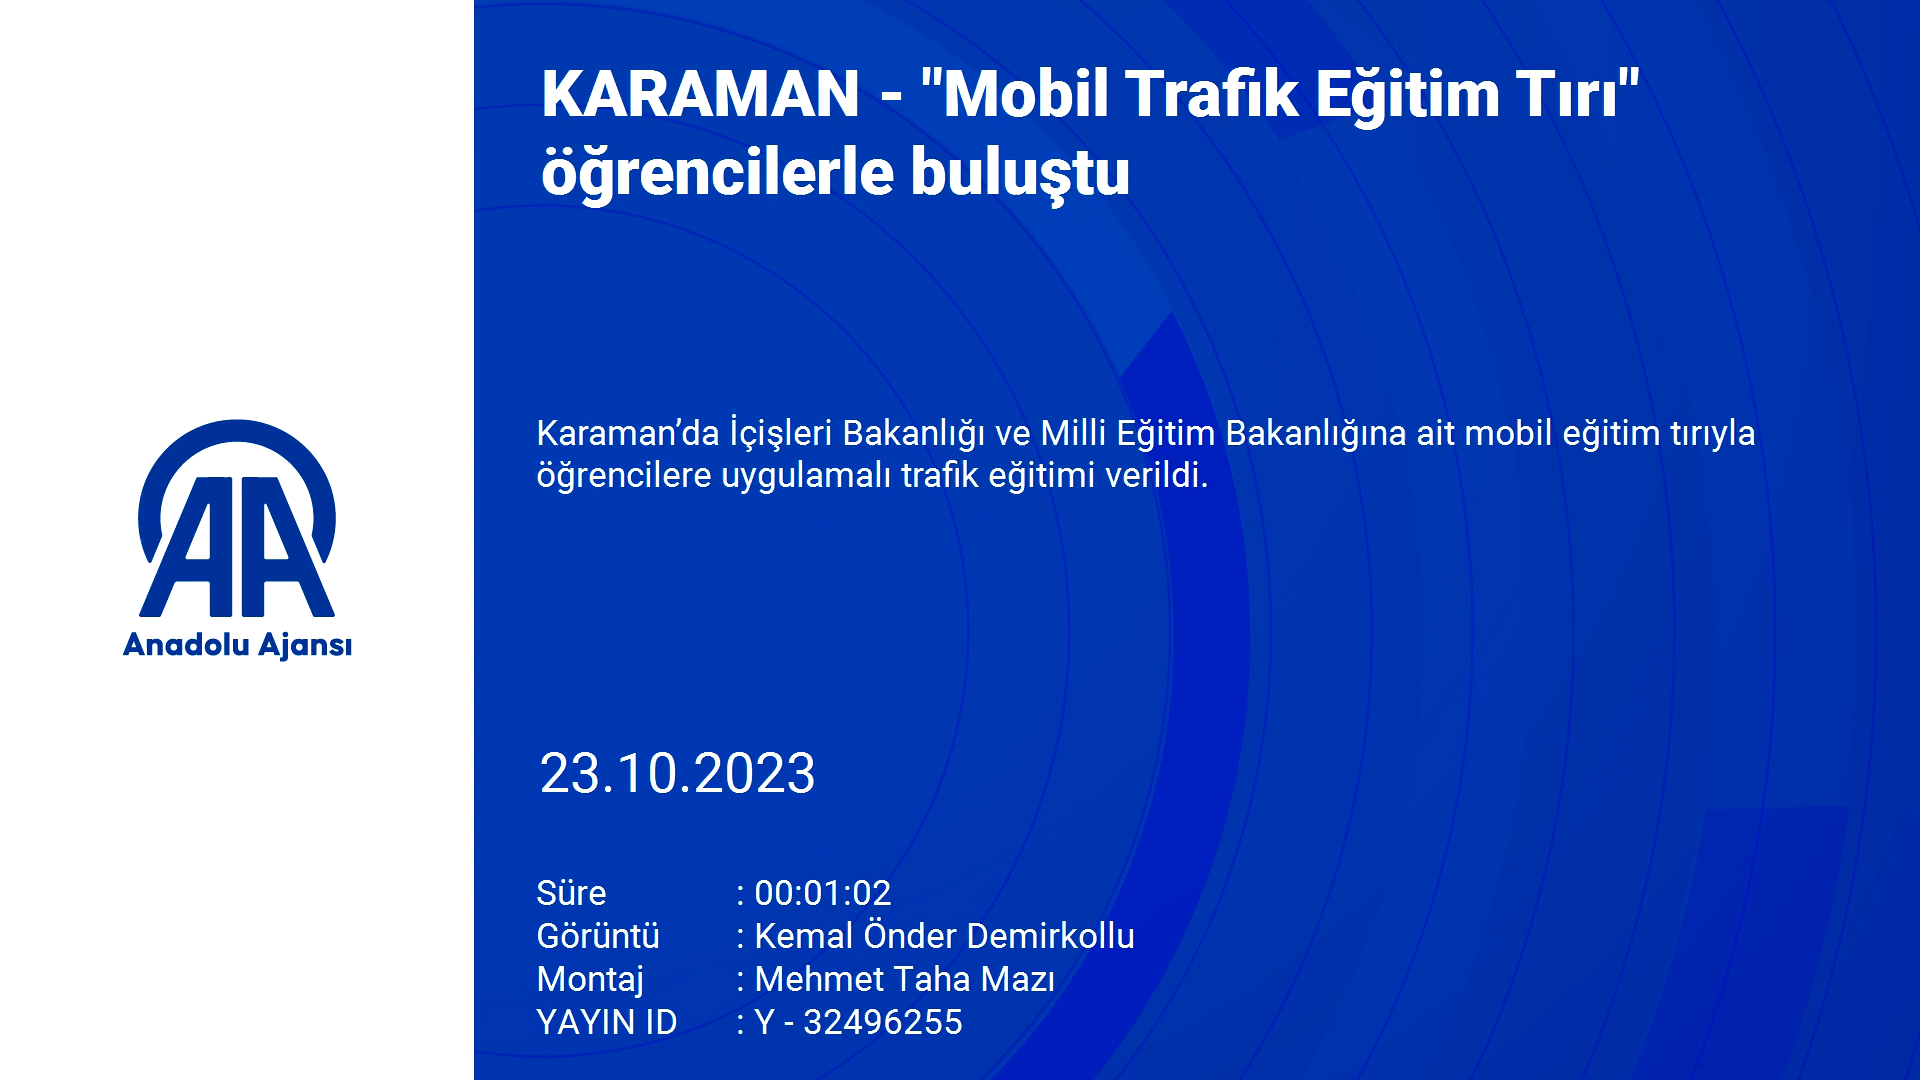 KARAMAN - "Mobil Trafik Eğitim Tırı"
öğrencilerle buluştu
Karaman’da İçişleri Bakanlığı ve Milli Eğitim Bakanlığına ait mobil eğitim tırıyla
öğrencilere uygulamalı trafik eğitimi verildi.
AA
Anadolu Ajansı
23.10.2023
Süre : 00:01:02
Görüntü : Kemal Önder Demirkollu
Montaj : Mehmet Taha Mazı
YAYIN ID : Y - 32496255